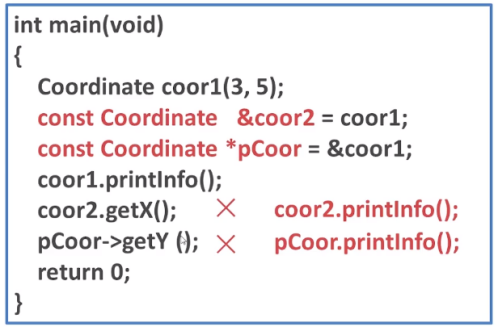 int main(void)
{
Coordinate coor1(3, 5);
const Coordinate &coor2 = coor1;
const Coordinate *pCoor = &coor1;
coor1.printInfo();
coor2.getX(); × coor2.printInfo();
pCoor->getY (); × pCoor.printInfo();
return 0;
}